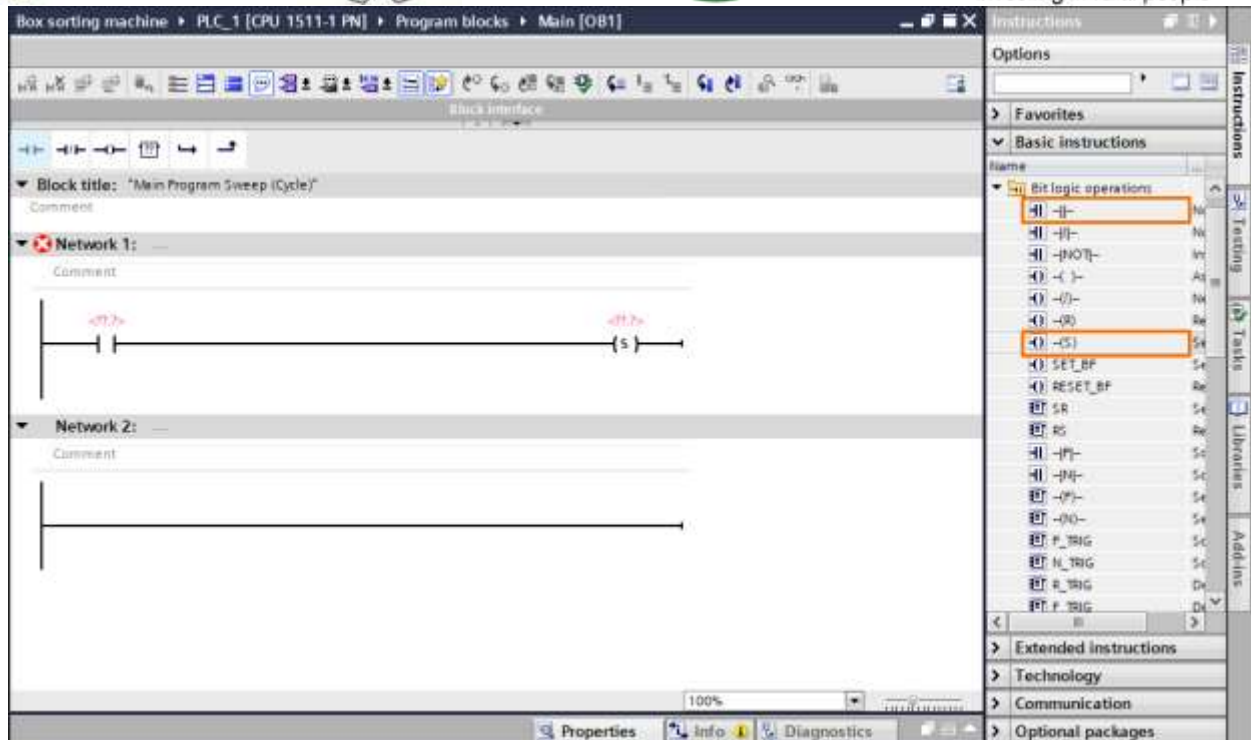 Box sorting machine ▸ PLC_1 [CPU 1511-1 PN] ▸ Program blocks ▸ Main [OB1]
Block interface
Block title: "Main Program Sweep (Cycle)"
Comment
Network 1: .....
Comment
<??.?>
<??.?>
S
Network 2: .....
Comment
100%
Properties
Info
Diagnostics
Instructions
Options
Favorites
Basic instructions
Name
Bit logic operations
-| |-
-|/|-
-|NOT|-
-( )-
-(/)-
-(R)
-(S)
SET_BF
RESET_BF
SR
RS
-|P|-
-|N|-
-(P)-
-(N)-
P_TRIG
N_TRIG
R_TRIG
F_TRIG
Extended instructions
Technology
Communication
Optional packages
Instructions
Testing
Tasks
Libraries
Add-ins